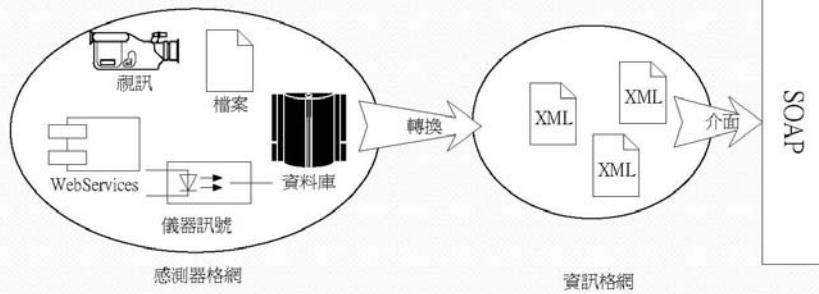 視訊
檔案
WebServices
儀器訊號
資料庫
感測器格網
轉換
XML
XML
XML
資訊格網
介面
SOAP